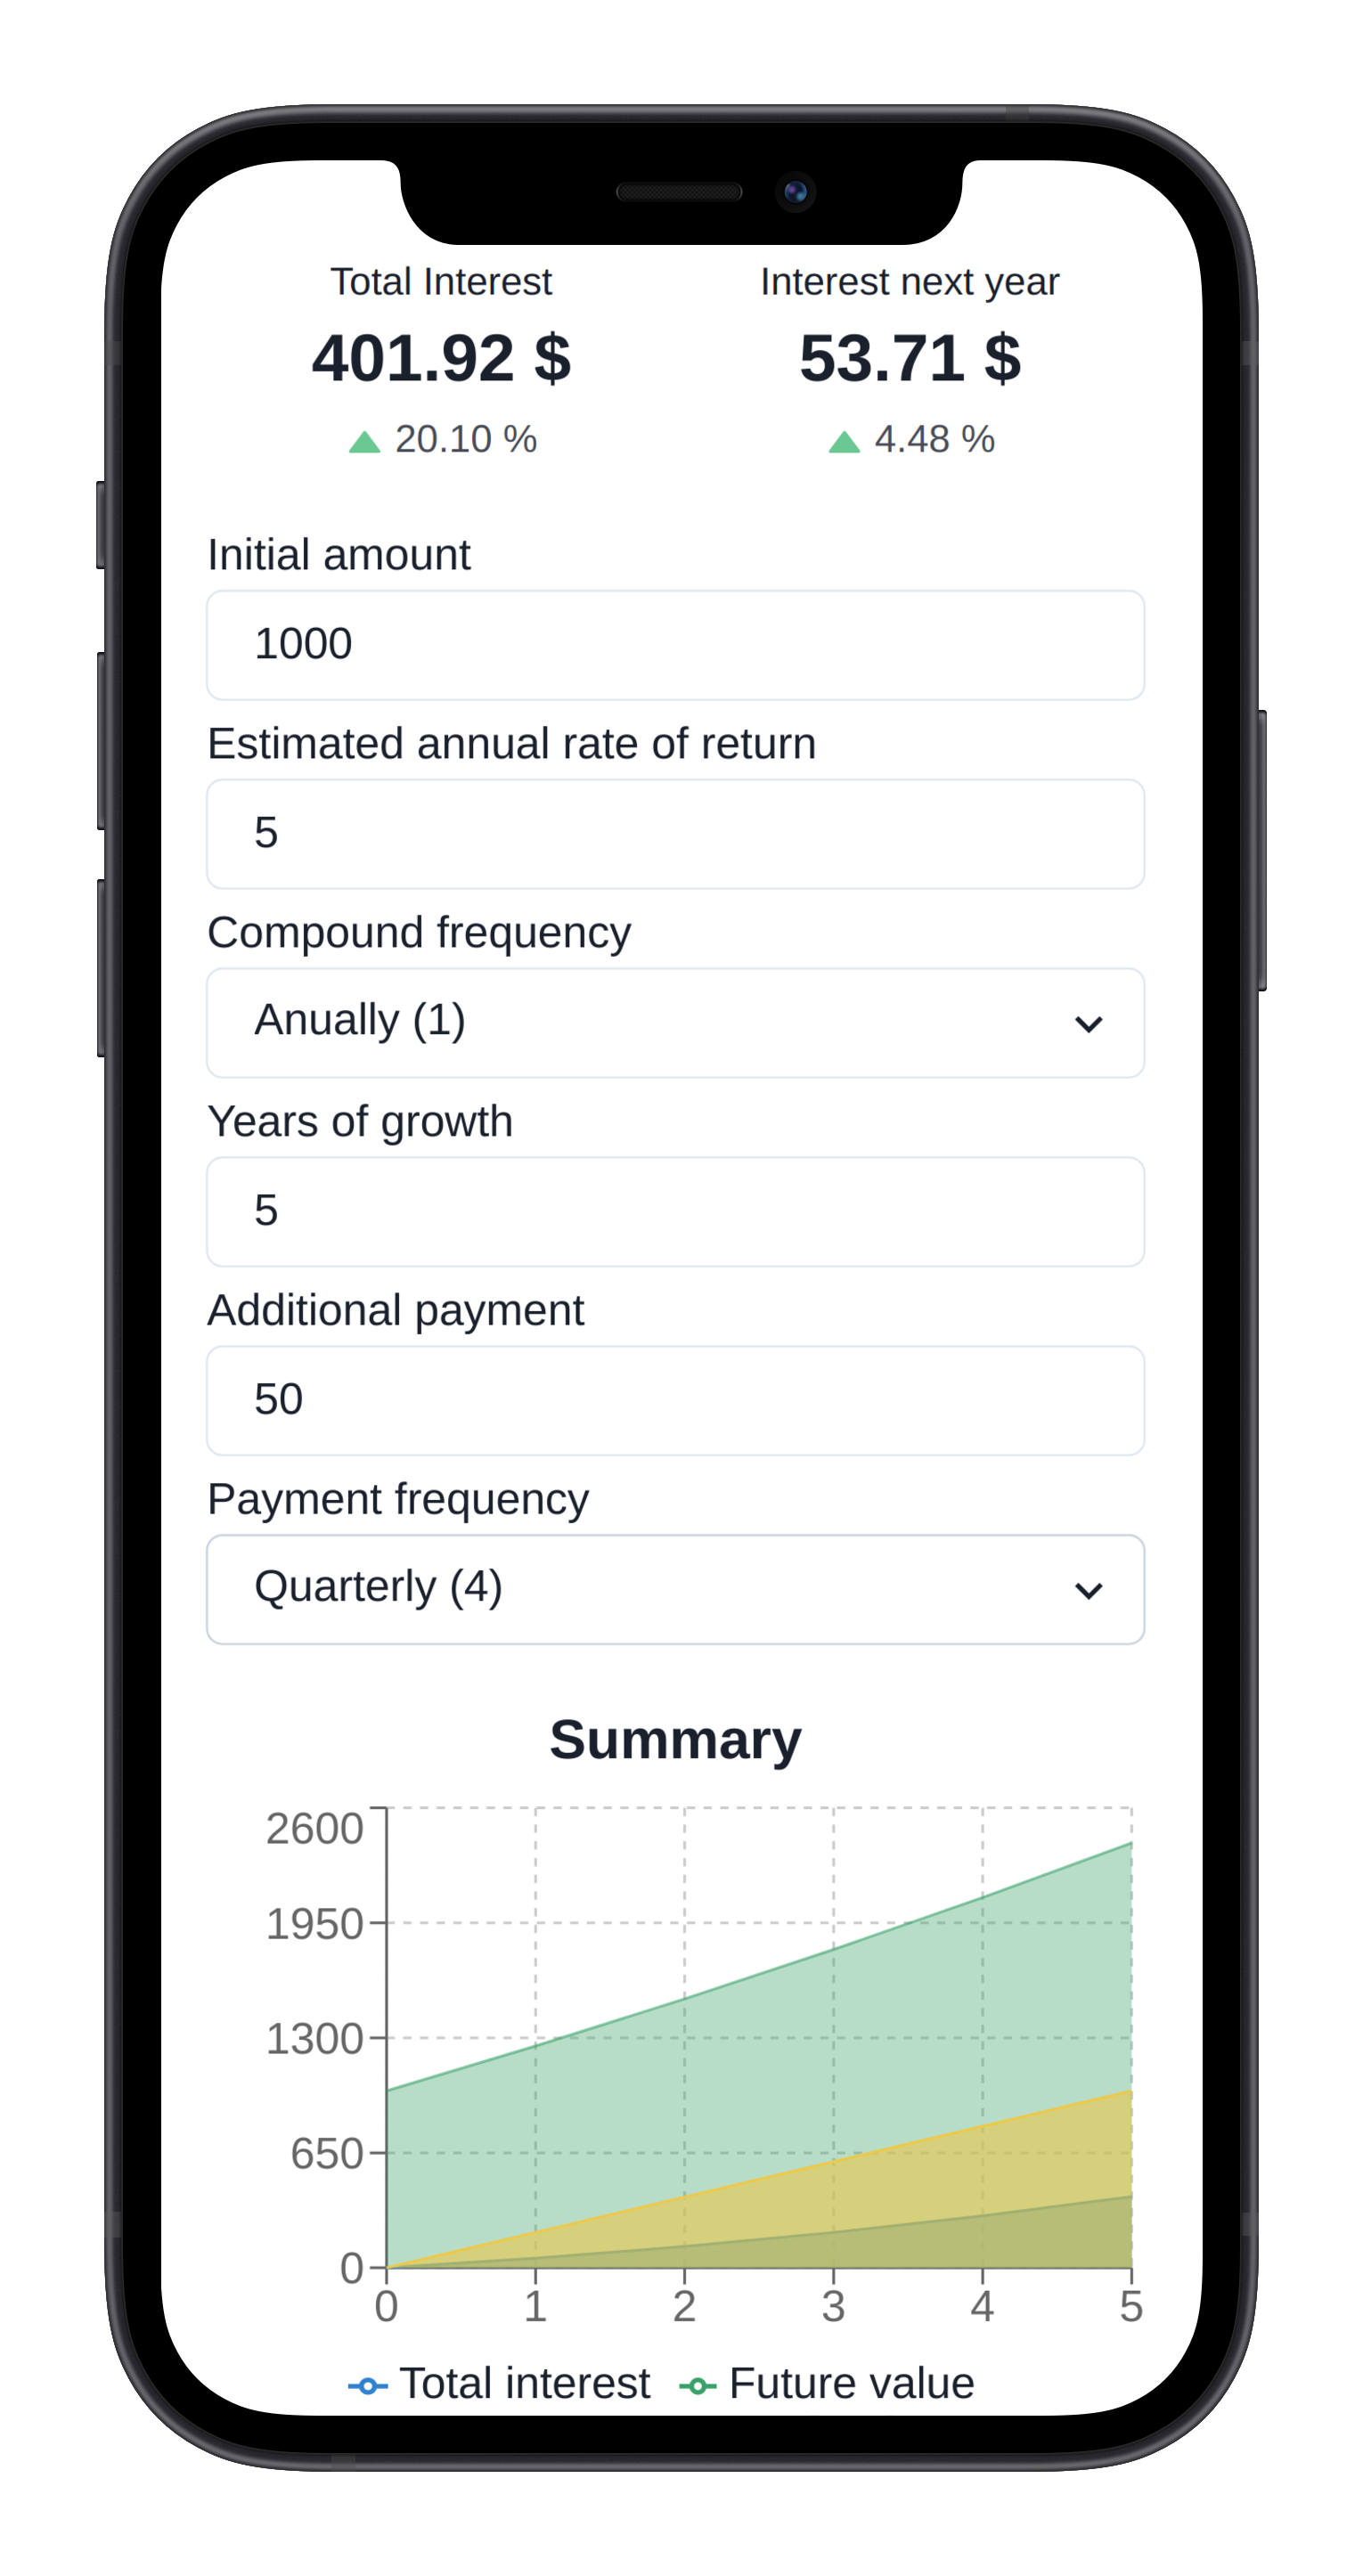 Total Interest Interest next year
401.92 $ 53.71 $
20.10 % 4.48 %
Initial amount
1000
Estimated annual rate of return
5
Compound frequency
Anually (1)
Years of growth
5
Additional payment
50
Payment frequency
Quarterly (4)
Summary
2600
1950
1300
650
0
0 1 2 3 4 5
Total interest Future value